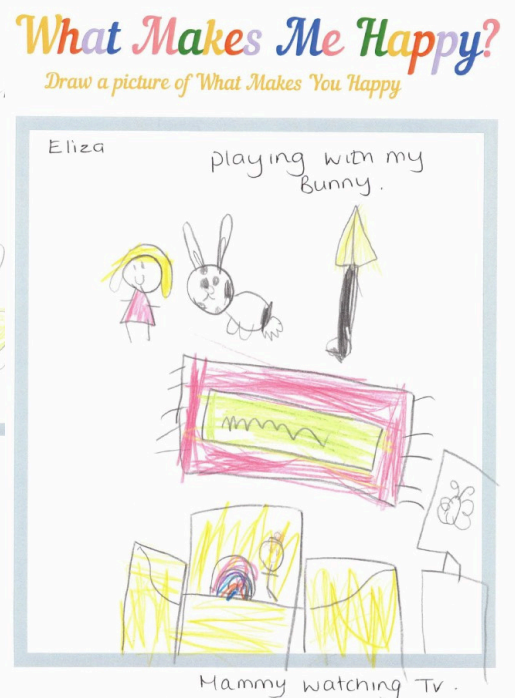 What Makes Me Happy?
Draw a picture of What Makes You Happy
Eliza
playing with my
Bunny.
Mammy watching Tv.